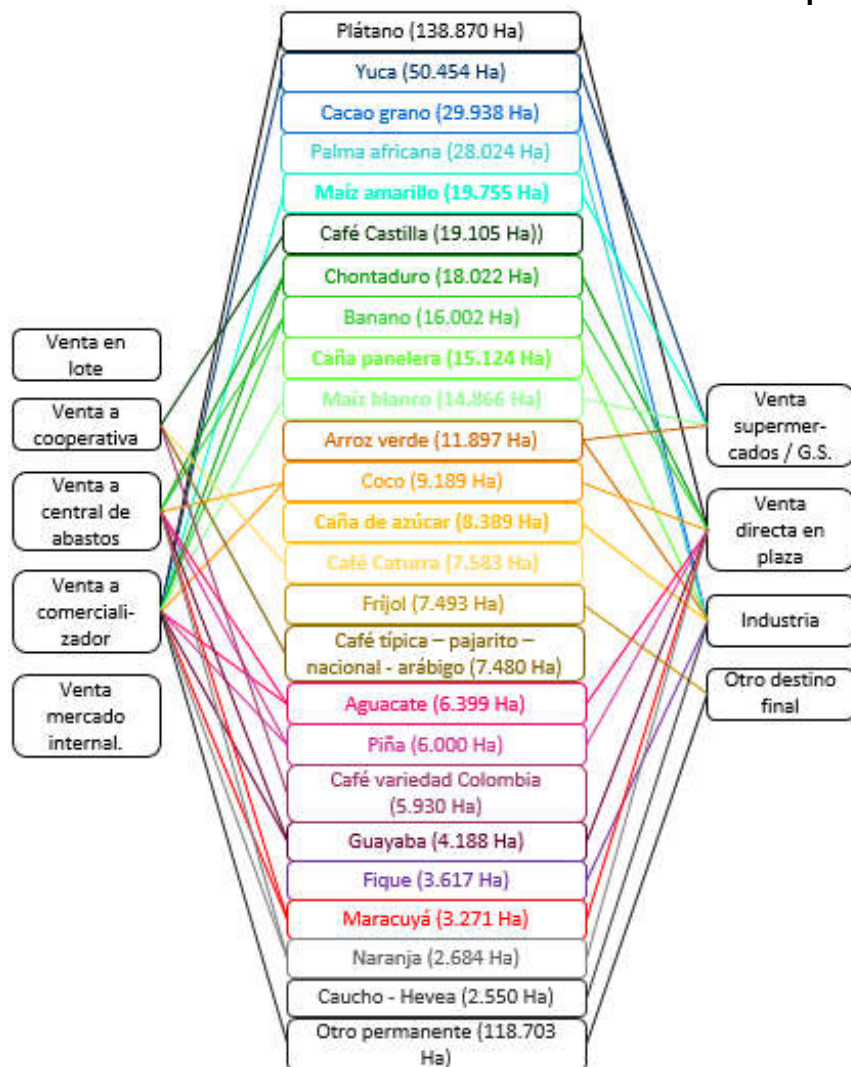 Plátano (138.870 Ha)
Yuca (50.454 Ha)
Cacao grano (29.938 Ha)
Palma africana (28.024 Ha)
Maíz amarillo (19.755 Ha)
Café Castilla (19.105 Ha))
Chontaduro (18.022 Ha)
Banano (16.002 Ha)
Caña panelera (15.124 Ha)
Maíz blanco (14.866 Ha)
Arroz verde (11.897 Ha)
Coco (9.189 Ha)
Caña de azúcar (8.389 Ha)
Café Caturra (7.583 Ha)
Frijol (7.493 Ha)
Café típica – pajarito –
nacional - arábigo (7.480 Ha)
Aguacate (6.399 Ha)
Piña (6.000 Ha)
Café variedad Colombia
(5.930 Ha)
Guayaba (4.188 Ha)
Fique (3.617 Ha)
Maracuyá (3.271 Ha)
Naranja (2.684 Ha)
Caucho - Hevea (2.550 Ha)
Otro permanente (118.703
Ha)
Venta en
lote
Venta a
cooperativa
Venta a
central de
abastos
Venta a
comerciali-
zador
Venta
mercado
internal.
Venta
supermer-
cados / G.S.
Venta
directa en
plaza
Industria
Otro destino
final